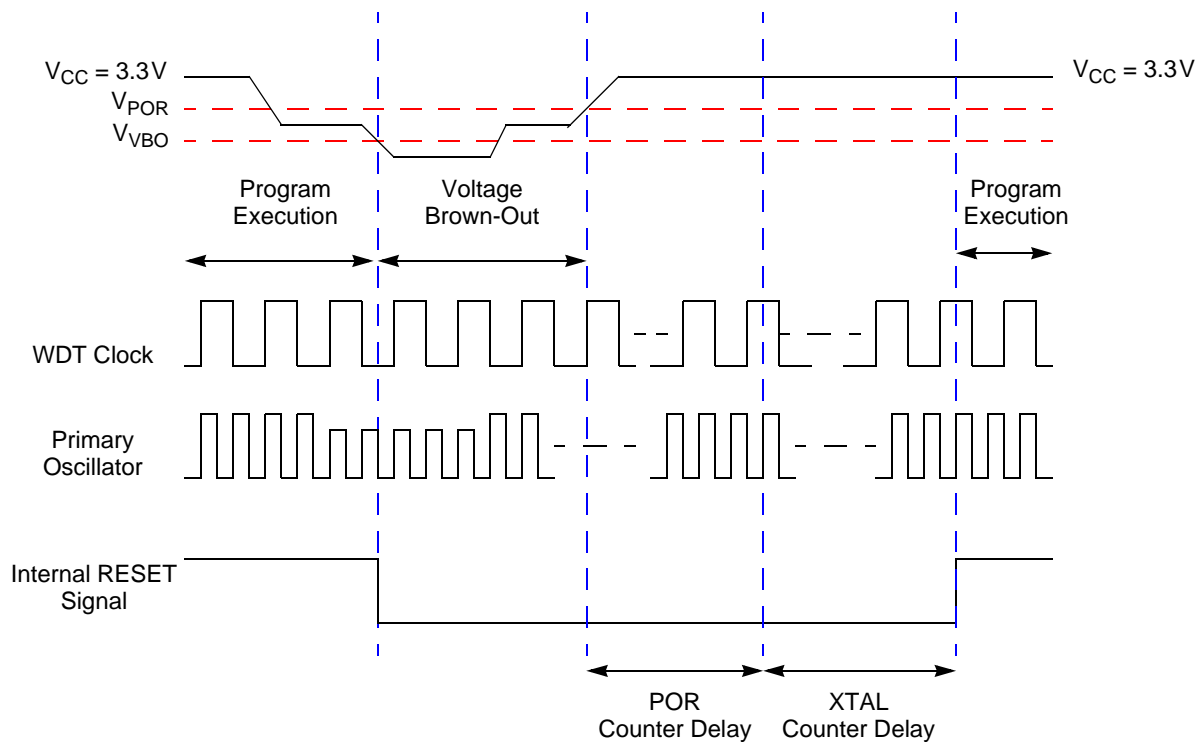 VCC = 3.3V
VCC = 3.3V
VPOR
VVBO
Program
Execution
Voltage
Brown-Out
Program
Execution
WDT Clock
Primary
Oscillator
Internal RESET
Signal
POR
Counter Delay
XTAL
Counter Delay